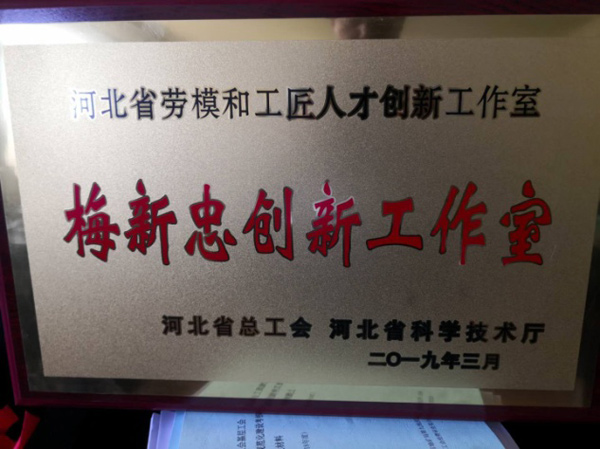 河北省劳模和工匠人才创新工作室
梅新忠创新工作室
河北省总工会 河北省科学技术厅
二〇一九年三月